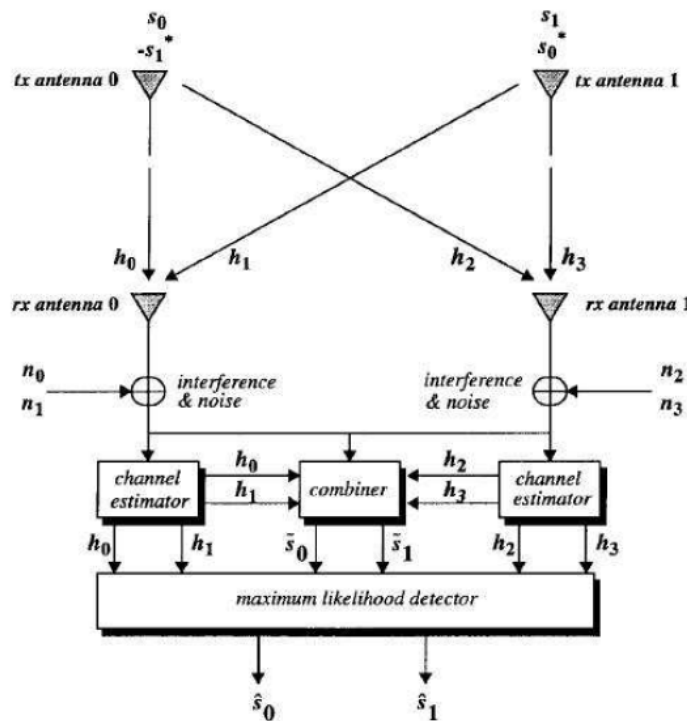 s₀ s₁
-s₁* s₀*
tx antenna 0 tx antenna 1
h₀ h₁ h₂ h₃
rx antenna 0 rx antenna 1
n₀ interference interference n₂
n₁ & noise & noise n₃
channel estimator h₀ h₁ combiner h₂ h₃ channel estimator
h₀ h₁ s̃₀ s̃₁ h₂ h₃
maximum likelihood detector
ŝ₀ ŝ₁